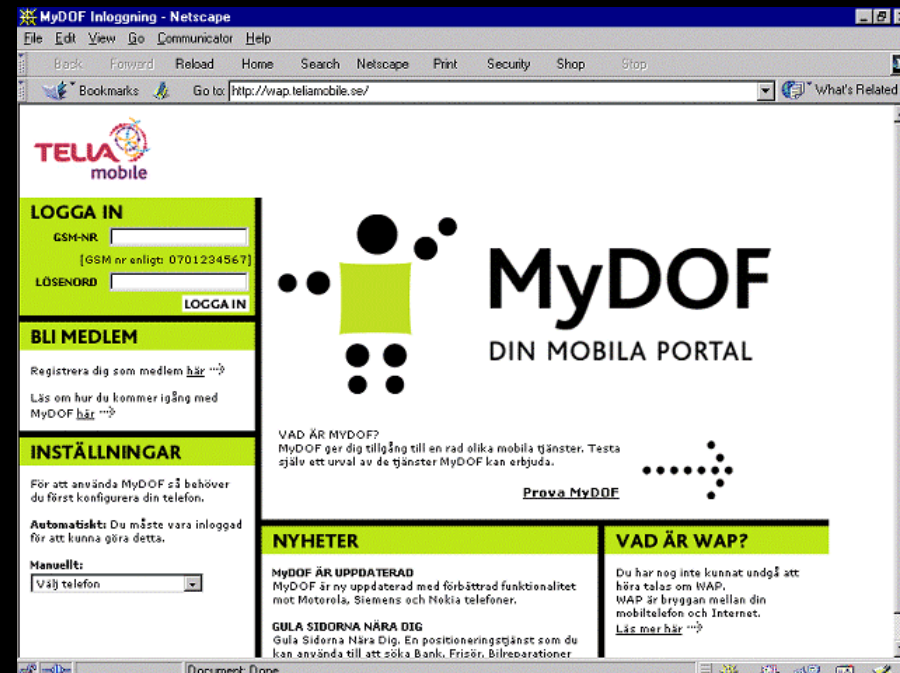 MyDOF Inloggning - Netscape
File Edit View Go Communicator Help
Back Forward Reload Home Search Netscape Print Security Shop Stop
Bookmarks Go to: http://wap.teliamobile.se/ What's Related
TELIA
mobile
LOGGA IN
GSM-NR
[GSM nr enligt: 0701234567]
LÖSENORD
LOGGA IN
BLI MEDLEM
Registrera dig som medlem här
Läs om hur du kommer igång med
MyDOF här
INSTÄLLNINGAR
För att använda MyDOF så behöver
du först konfigurera din telefon.
Automatiskt: Du måste vara inloggad
för att kunna göra detta.
Manuellt:
Välj telefon
MyDOF
DIN MOBILA PORTAL
VAD ÄR MYDOF?
MyDOF ger dig tillgång till en rad olika mobila tjänster. Testa
själv ett urval av de tjänster MyDOF kan erbjuda.
Prova MyDOF
NYHETER
MyDOF ÄR UPPDATERAD
MyDOF är ny uppdaterad med förbättrad funktionalitet
mot Motorola, Siemens och Nokia telefoner.
GULA SIDORNA NÄRA DIG
Gula Sidorna Nära Dig. En positioneringstjänst som du
kan använda till att söka Bank, Frisör, Bilreparationer
VAD ÄR WAP?
Du har nog inte kunnat undgå att
höra talas om WAP.
WAP är bryggan mellan din
mobiltelefon och Internet.
Läs mer här
Document: Done